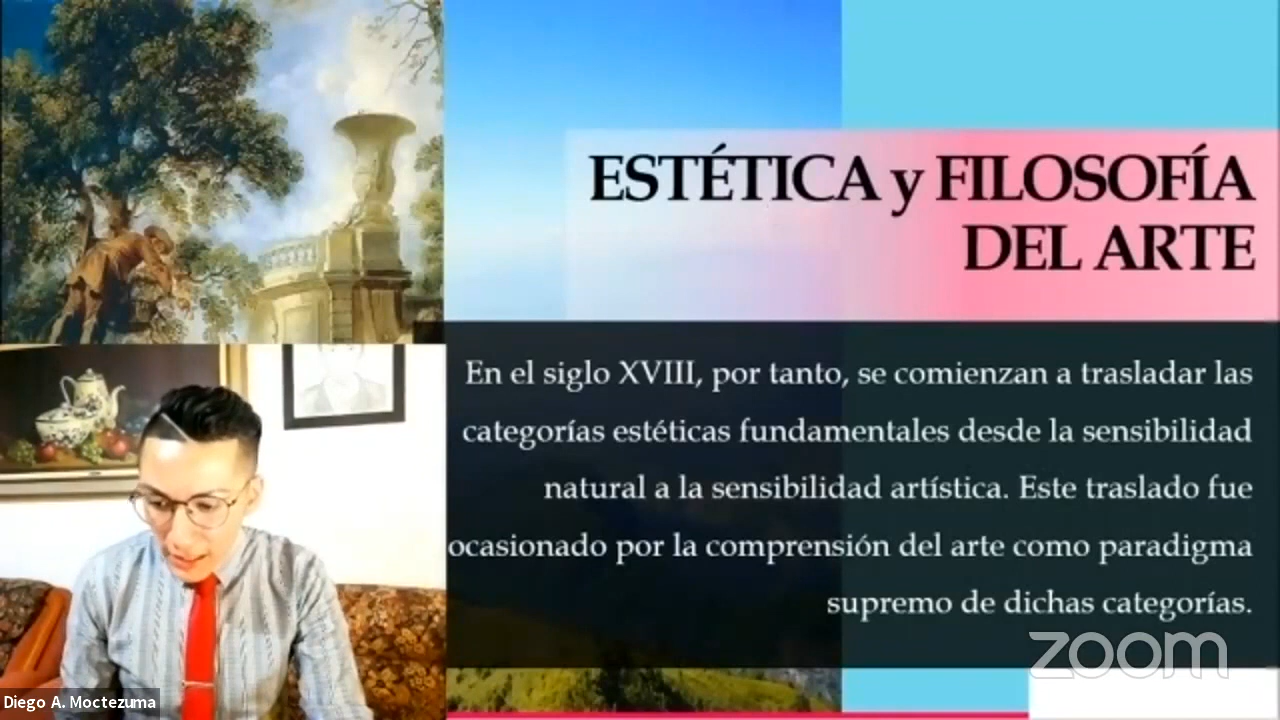 ESTÉTICA y FILOSOFÍA
DEL ARTE
En el siglo XVIII, por tanto, se comienzan a trasladar las
categorías estéticas fundamentales desde la sensibilidad
natural a la sensibilidad artística. Este traslado fue
ocasionado por la comprensión del arte como paradigma
supremo de dichas categorías.
zoom
Diego A. Moctezuma